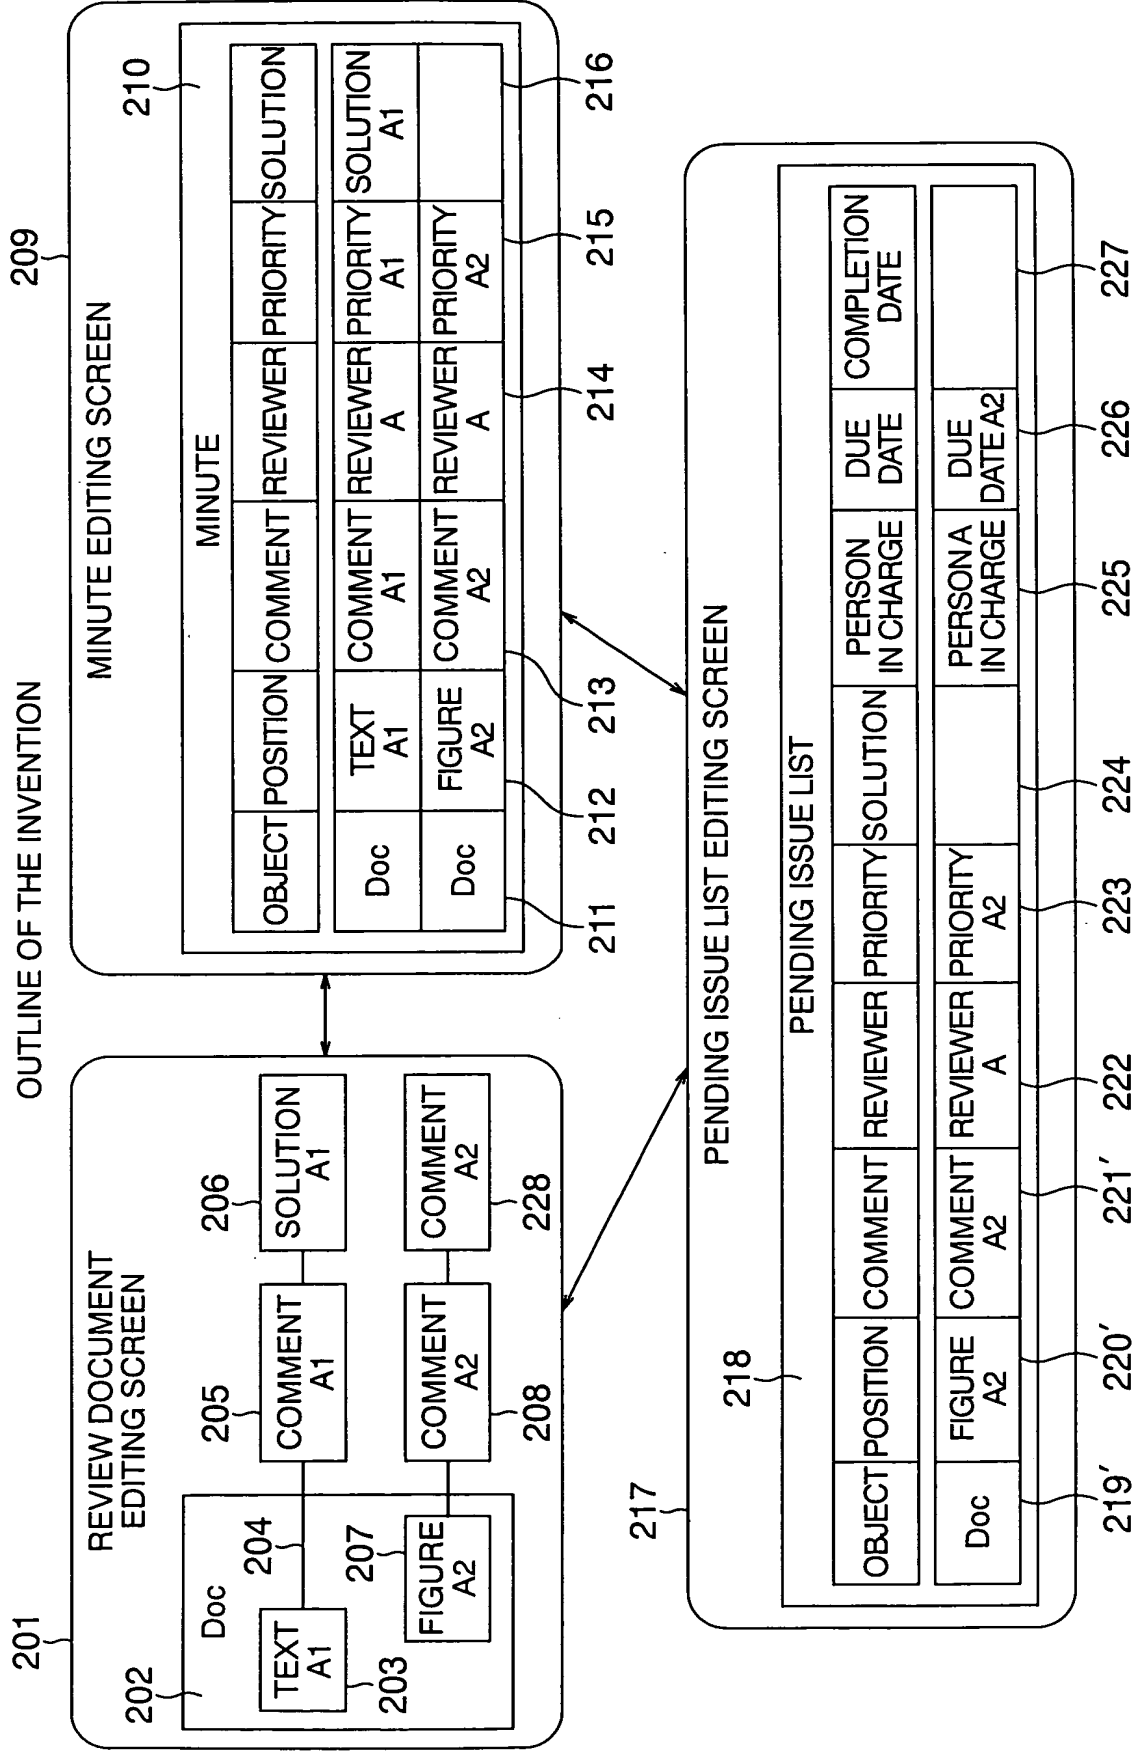 OUTLINE OF THE INVENTION
201
REVIEW DOCUMENT
EDITING SCREEN
202
Doc
TEXT
A1
203
204
205
COMMENT
A1
206
SOLUTION
A1
207
FIGURE
A2
COMMENT
A2
208
COMMENT
A2
228
209
MINUTE EDITING SCREEN
210
MINUTE
OBJECT POSITION COMMENT REVIEWER PRIORITY SOLUTION
Doc TEXT A1 COMMENT A1 REVIEWER A PRIORITY A1 SOLUTION A1
Doc FIGURE A2 COMMENT A2 REVIEWER A PRIORITY A2
211 212 213 214 215 216
217
PENDING ISSUE LIST EDITING SCREEN
218
PENDING ISSUE LIST
OBJECT POSITION COMMENT REVIEWER PRIORITY SOLUTION PERSON IN CHARGE DUE DATE COMPLETION DATE
Doc FIGURE A2 COMMENT A2 REVIEWER A PRIORITY A2 PERSON A IN CHARGE DUE DATE A2
219′ 220′ 221′ 222 223 224 225 226 227